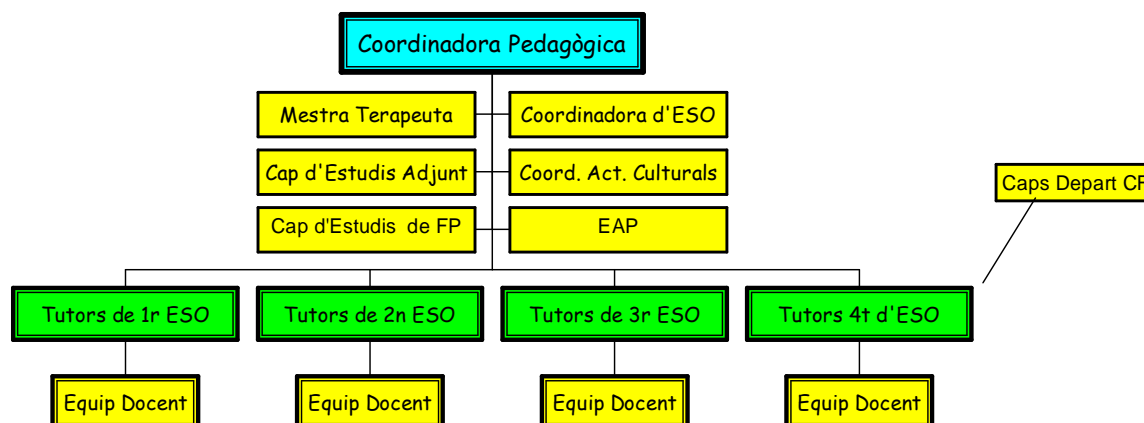 Coordinadora Pedagògica
Mestra Terapeuta
Coordinadora d'ESO
Cap d'Estudis Adjunt
Coord. Act. Culturals
Caps Depart CF
Cap d'Estudis de FP
EAP
Tutors de 1r ESO
Tutors de 2n ESO
Tutors de 3r ESO
Tutors 4t d'ESO
Equip Docent
Equip Docent
Equip Docent
Equip Docent